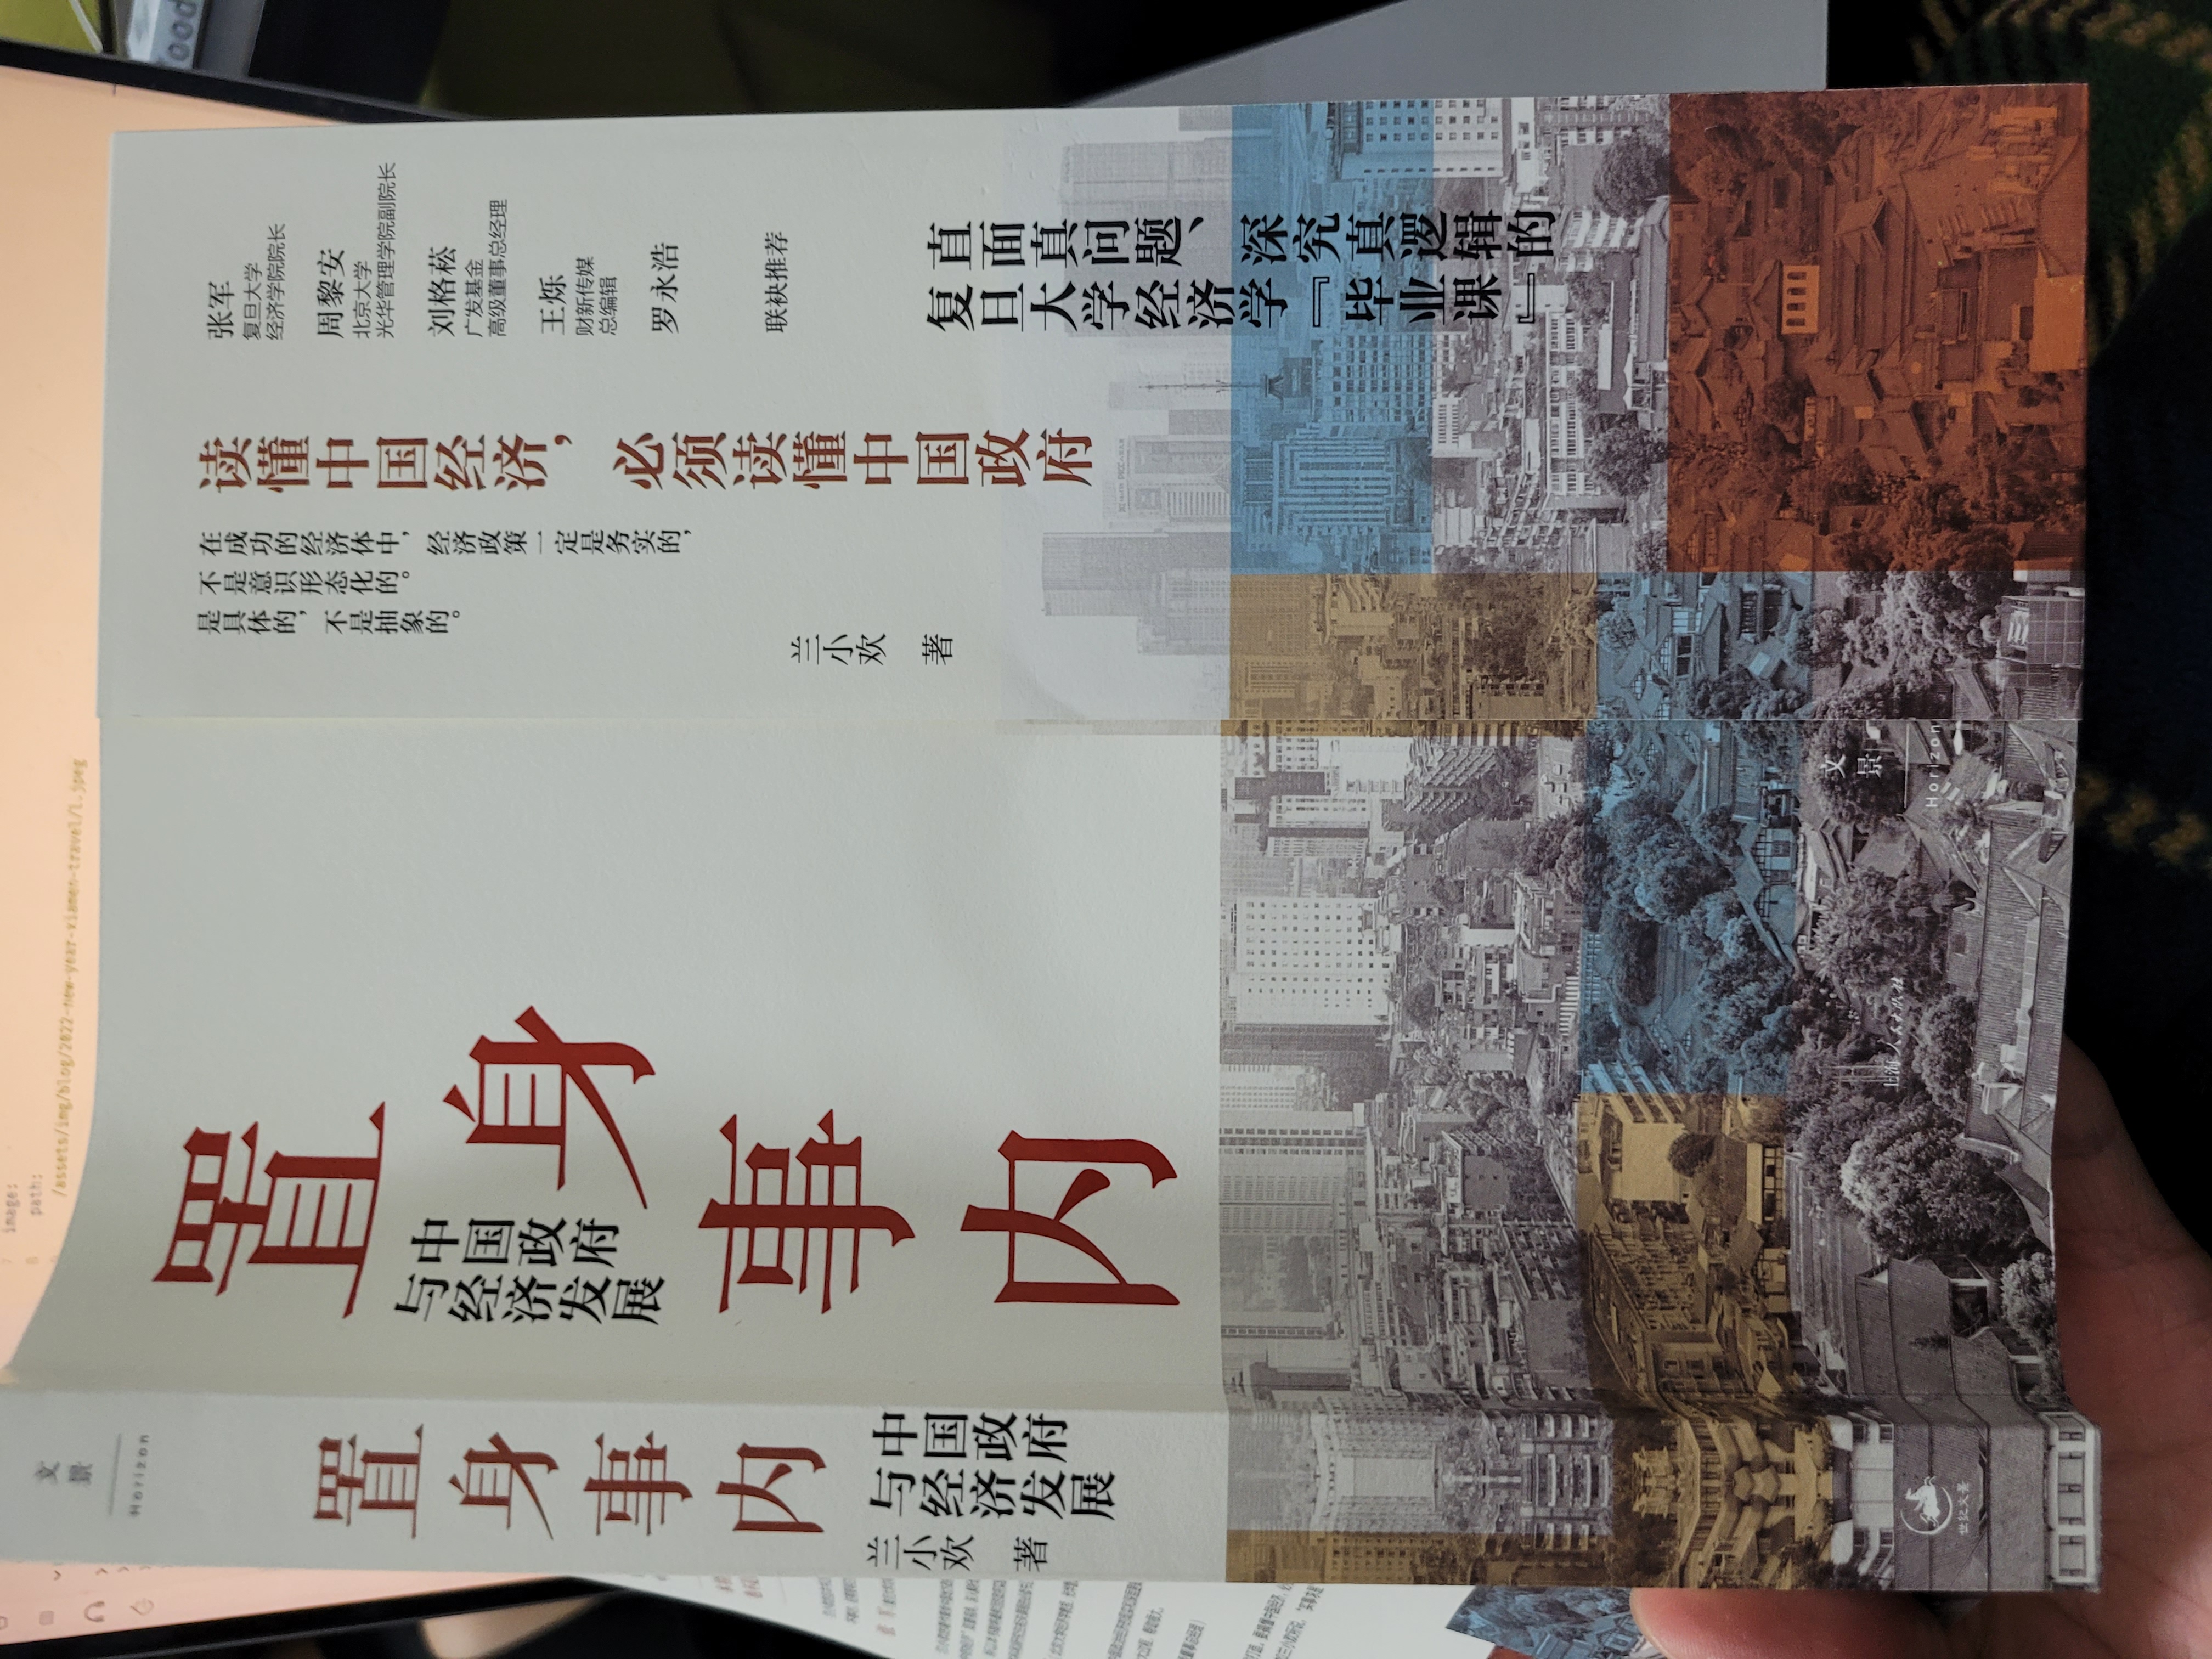 image:
path:
/assets/img/blog/2022-new-year-xiamen-travel/1.jpeg
文景
Horizon
置身事内
中国政府
与经济发展
兰小欢 著
世纪文景
置身事内
中国政府
与经济发展
上海人民出版社
文景
Horizon
张军
复旦大学
经济学院院长
周黎安
北京大学
光华管理学院副院长
刘格菘
广发基金
高级董事总经理
王烁
财新传媒
总编辑
罗永浩
联袂推荐
直面真问题、深究真逻辑的
复旦大学经济学『毕业课』
读懂中国经济，必须读懂中国政府
在成功的经济体中，经济政策一定是务实的，
不是意识形态化的。
是具体的，不是抽象的。
兰小欢 著